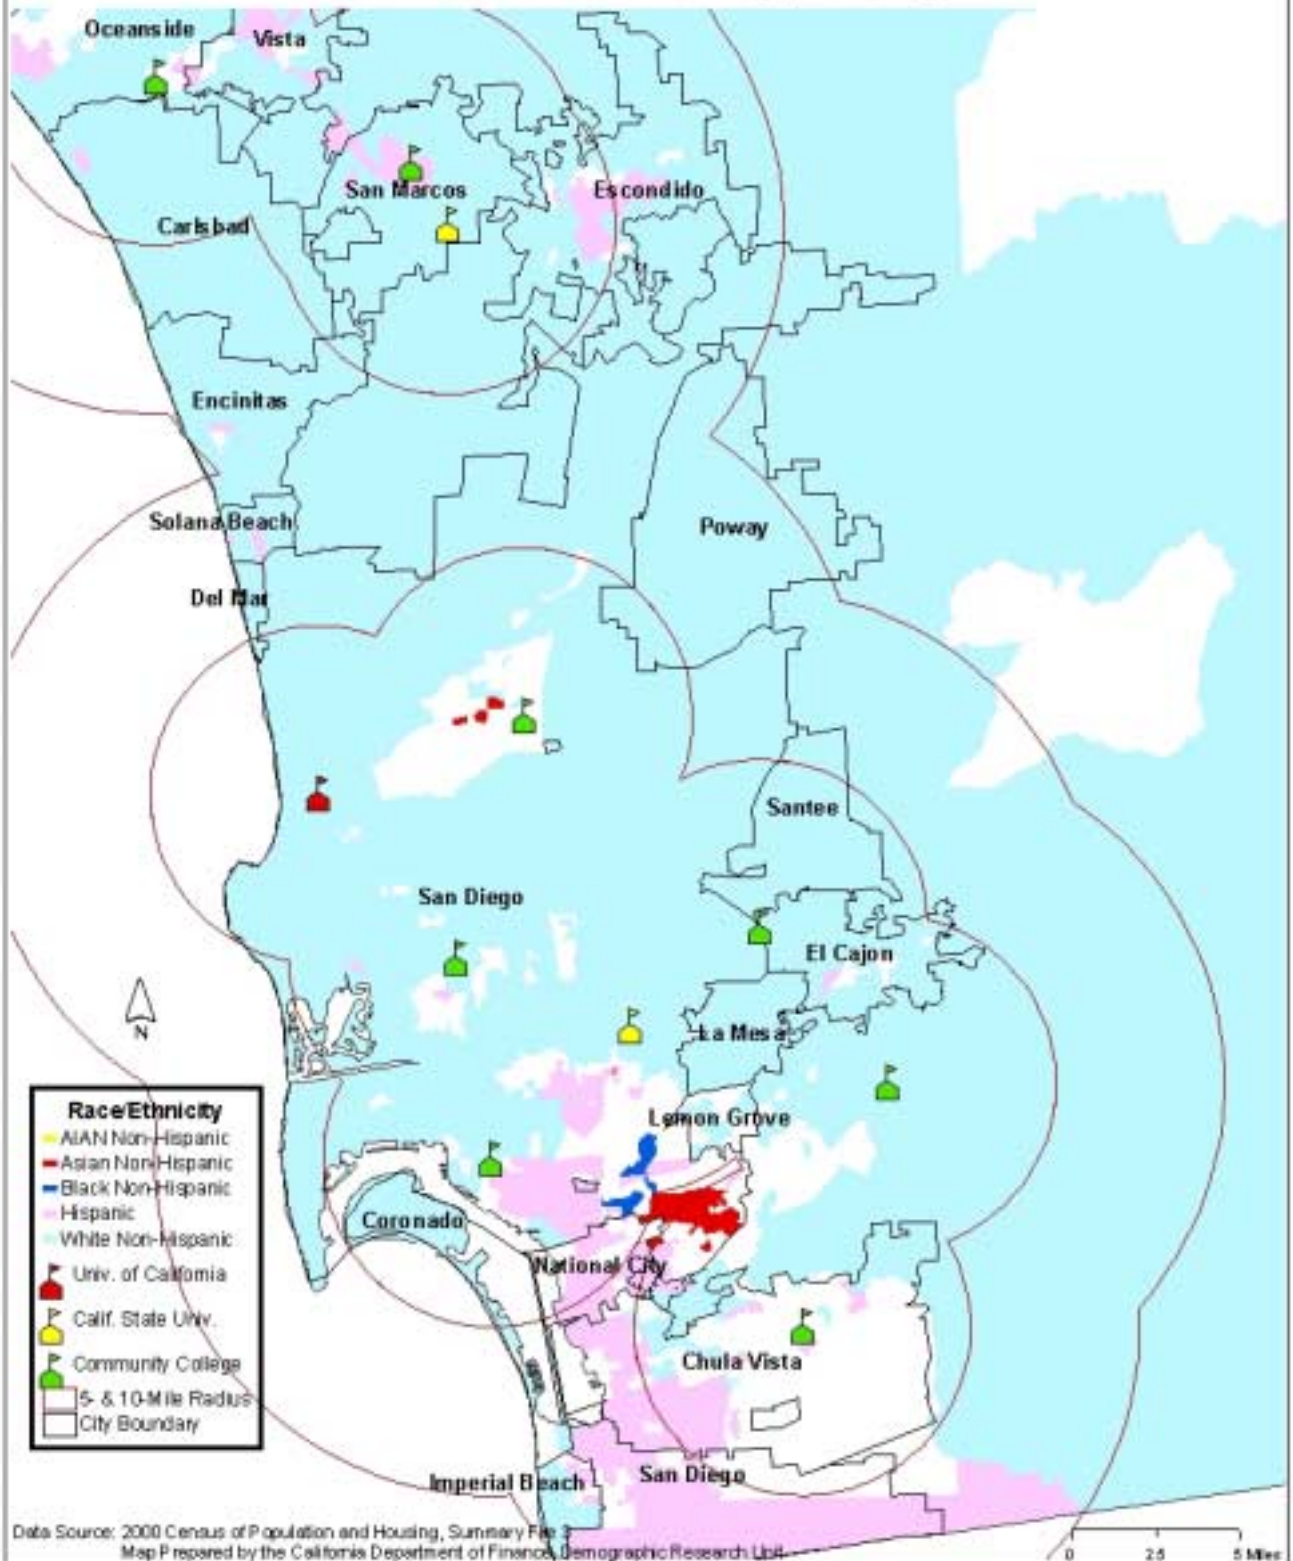 Oceanside
Vista
San Marcos
Escondido
Carlsbad
Encinitas
Solana Beach
Poway
Del Mar
Santee
San Diego
El Cajon
N
La Mesa
Lemon Grove
Coronado
National City
Chula Vista
San Diego
Imperial Beach
Race/Ethnicity
AIAN Non-Hispanic
Asian Non-Hispanic
Black Non-Hispanic
Hispanic
White Non-Hispanic
Univ. of California
Calif. State Univ.
Community College
5- & 10-Mile Radius
City Boundary
Data Source: 2000 Census of Population and Housing, Summary File 3
Map Prepared by the California Department of Finance, Demographic Research Unit
0 2.5 5 Miles